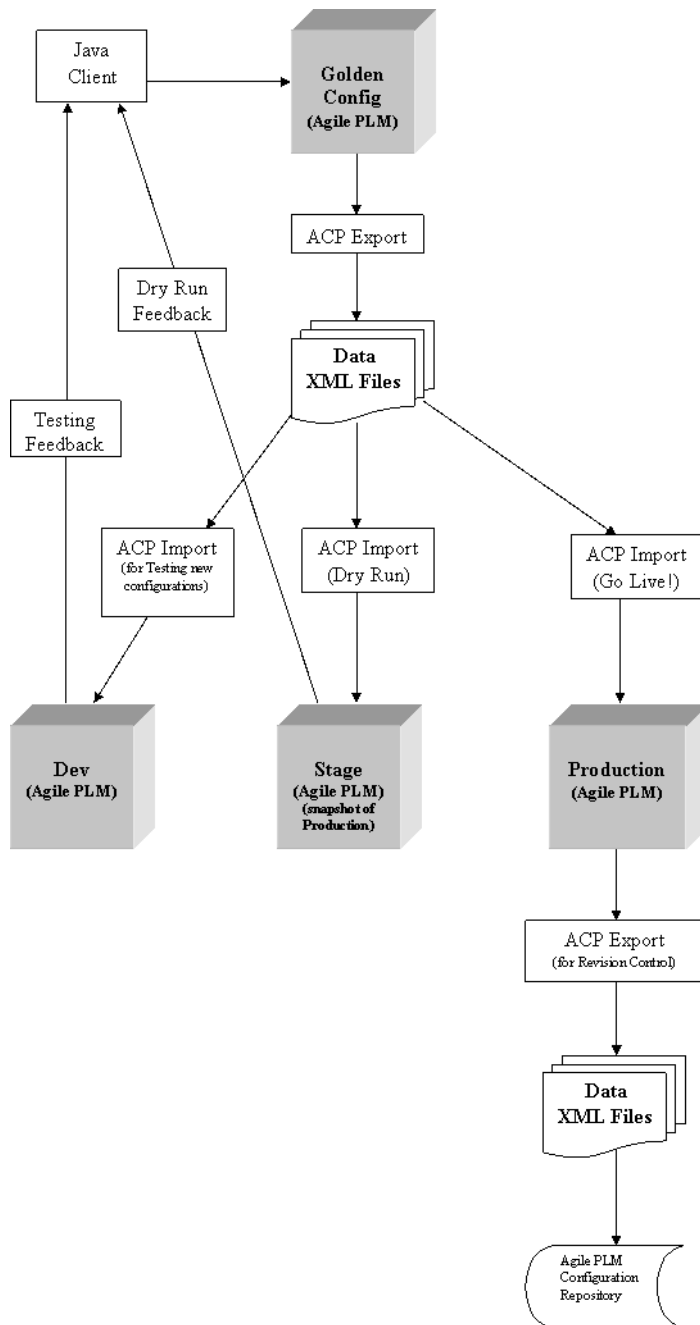 Java
Client
Golden
Config
(Agile PLM)
ACP Export
Dry Run
Feedback
Data
XML Files
Testing
Feedback
ACP Import
(for Testing new
configurations)
ACP Import
(Dry Run)
ACP Import
(Go Live!)
Dev
(Agile PLM)
Stage
(Agile PLM)
(snapshot of
Production)
Production
(Agile PLM)
ACP Export
(for Revision Control)
Data
XML Files
Agile PLM
Configuration
Repository